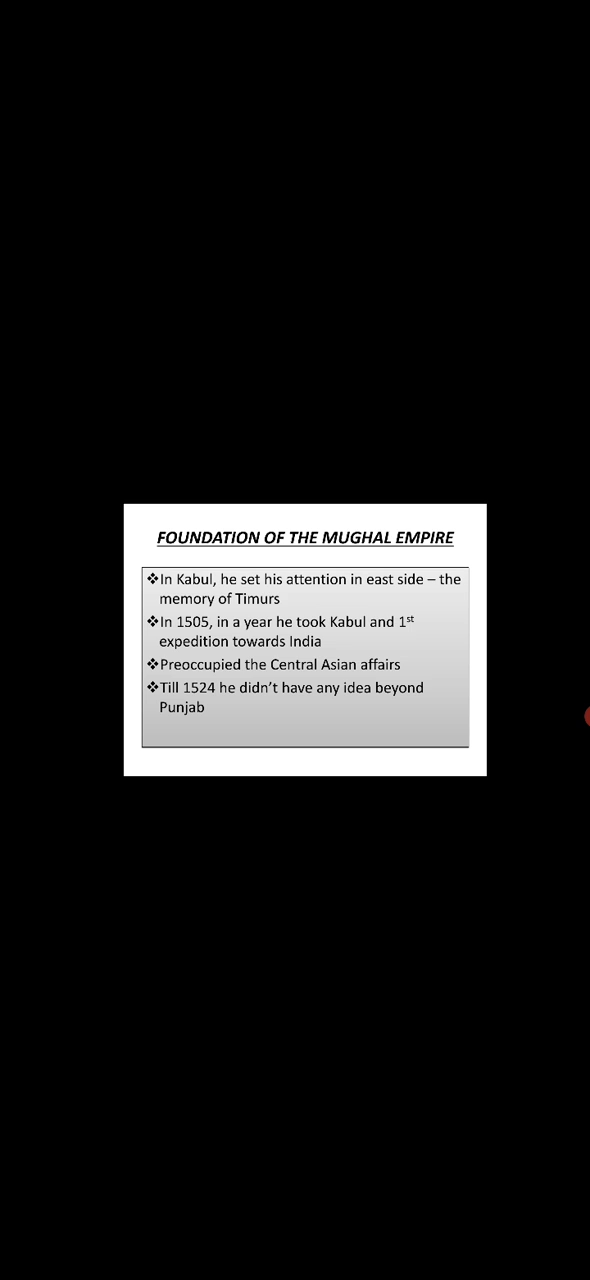 FOUNDATION OF THE MUGHAL EMPIRE
❖In Kabul, he set his attention in east side – the
memory of Timurs
❖In 1505, in a year he took Kabul and 1st
expedition towards India
❖Preoccupied the Central Asian affairs
❖Till 1524 he didn’t have any idea beyond
Punjab